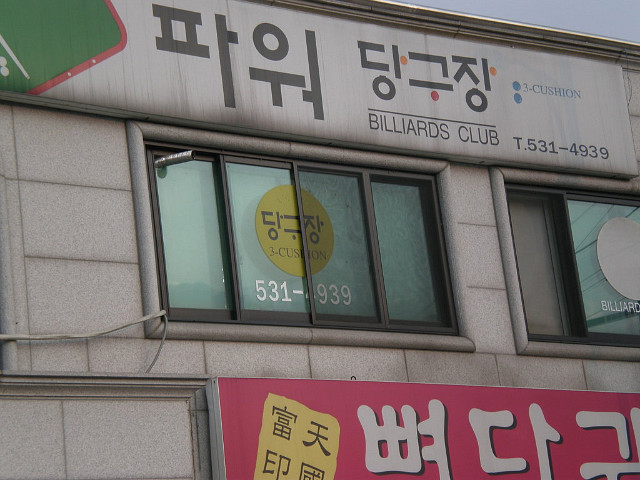 파워 당구장 3-CUSHION
BILLIARDS CLUB T.531-4939
당구장
3-CUSHION
531-4939
BILLIARD
뼈다귀
富 天
印 國